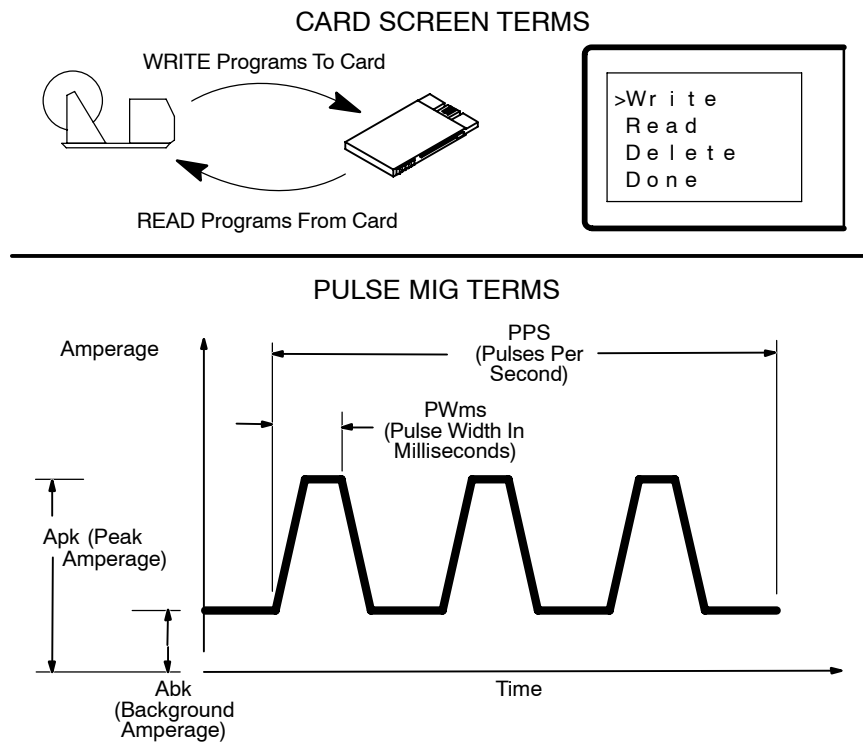 CARD SCREEN TERMS
WRITE Programs To Card
READ Programs From Card
>Write
Read
Delete
Done
PULSE MIG TERMS
Amperage
PPS
(Pulses Per
Second)
PWms
(Pulse Width In
Milliseconds)
Apk (Peak
Amperage)
Abk
(Background
Amperage)
Time